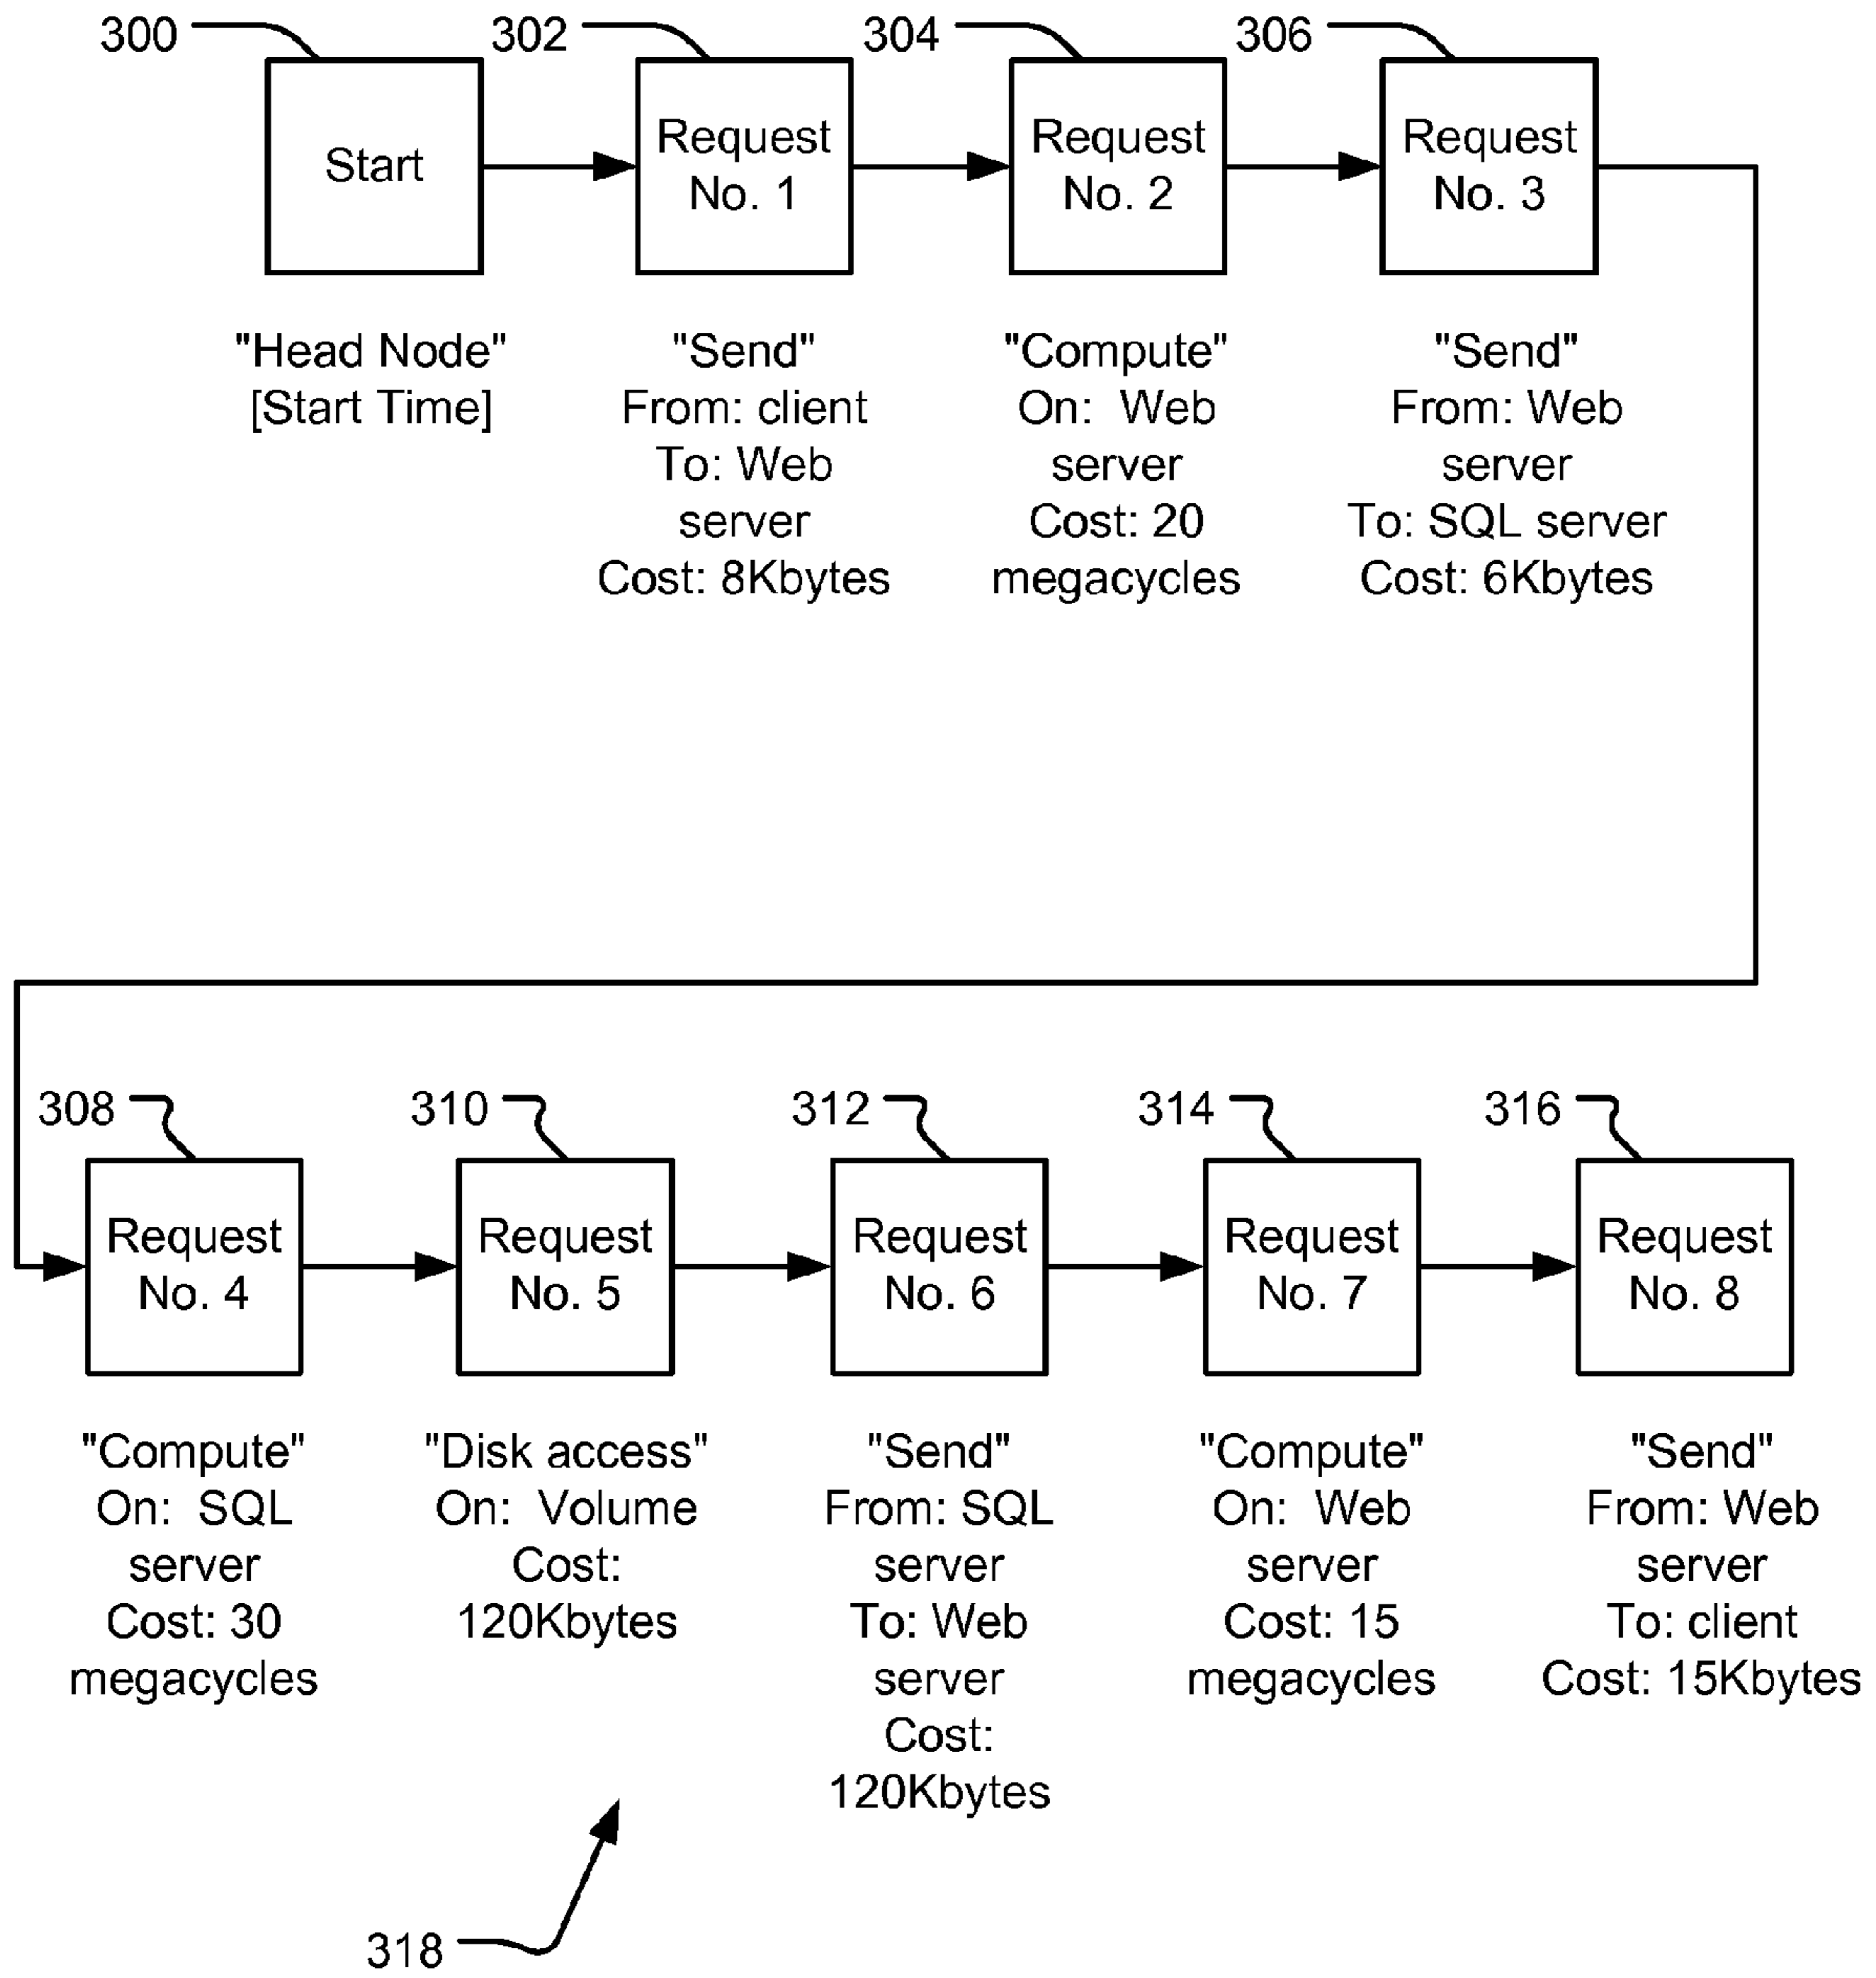 300
302
304
306
Start
Request
No. 1
Request
No. 2
Request
No. 3
"Head Node"
[Start Time]
"Send"
From: client
To: Web
server
Cost: 8Kbytes
"Compute"
On: Web
server
Cost: 20
megacycles
"Send"
From: Web
server
To: SQL server
Cost: 6Kbytes
308
310
312
314
316
Request
No. 4
Request
No. 5
Request
No. 6
Request
No. 7
Request
No. 8
"Compute"
On: SQL
server
Cost: 30
megacycles
"Disk access"
On: Volume
Cost:
120Kbytes
"Send"
From: SQL
server
To: Web
server
Cost:
120Kbytes
"Compute"
On: Web
server
Cost: 15
megacycles
"Send"
From: Web
server
To: client
Cost: 15Kbytes
318